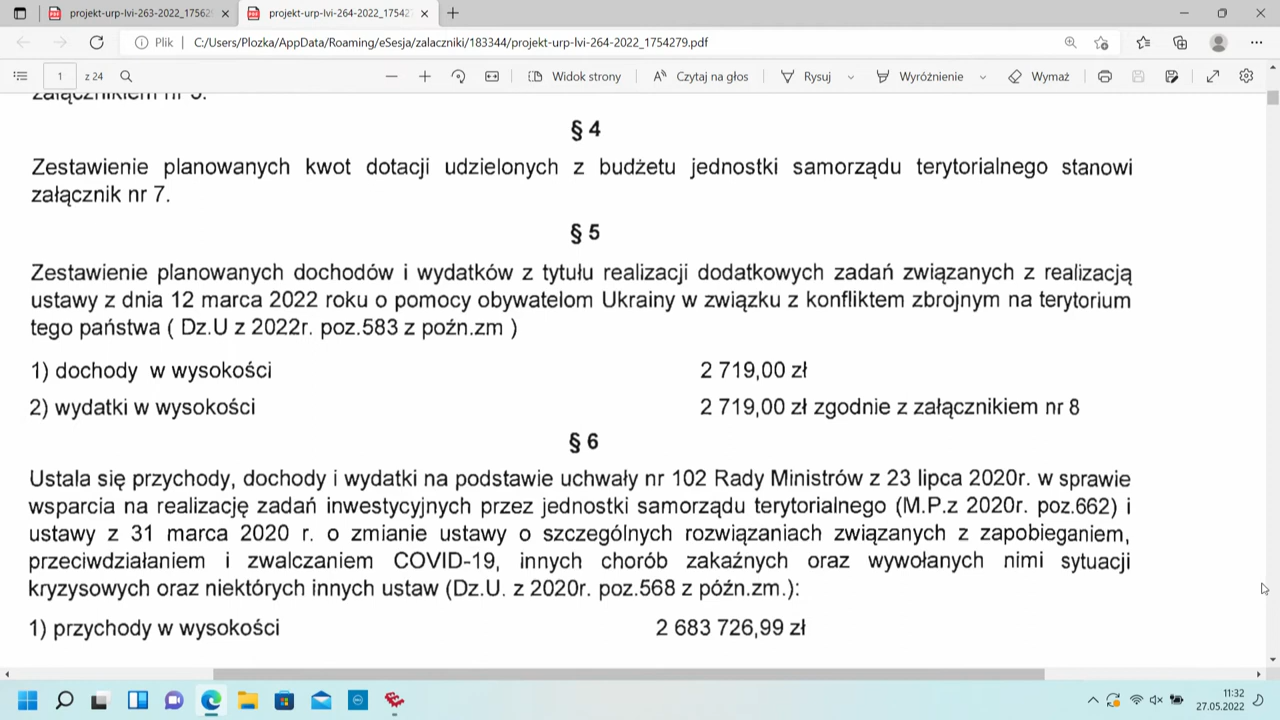 projekt-urp-lvi-263-2022_17562
projekt-urp-lvi-264-2022_17542
Plik
C:/Users/Plozka/AppData/Roaming/eSesja/zalaczniki/183344/projekt-urp-lvi-264-2022_1754279.pdf
1 z 24
Widok strony
Czytaj na głos
Rysuj
Wyróżnienie
Wymaż
załącznikiem nr 5.
§ 4
Zestawienie planowanych kwot dotacji udzielonych z budżetu jednostki samorządu terytorialnego stanowi
załącznik nr 7.
§ 5
Zestawienie planowanych dochodów i wydatków z tytułu realizacji dodatkowych zadań związanych z realizacją
ustawy z dnia 12 marca 2022 roku o pomocy obywatelom Ukrainy w związku z konfliktem zbrojnym na terytorium
tego państwa ( Dz.U z 2022r. poz.583 z poźn.zm )
1) dochody w wysokości 2 719,00 zł
2) wydatki w wysokości 2 719,00 zł zgodnie z załącznikiem nr 8
§ 6
Ustala się przychody, dochody i wydatki na podstawie uchwały nr 102 Rady Ministrów z 23 lipca 2020r. w sprawie
wsparcia na realizację zadań inwestycyjnych przez jednostki samorządu terytorialnego (M.P.z 2020r. poz.662) i
ustawy z 31 marca 2020 r. o zmianie ustawy o szczególnych rozwiązaniach związanych z zapobieganiem,
przeciwdziałaniem i zwalczaniem COVID-19, innych chorób zakaźnych oraz wywołanych nimi sytuacji
kryzysowych oraz niektórych innych ustaw (Dz.U. z 2020r. poz.568 z późn.zm.):
1) przychody w wysokości 2 683 726,99 zł
11:32
27.05.2022